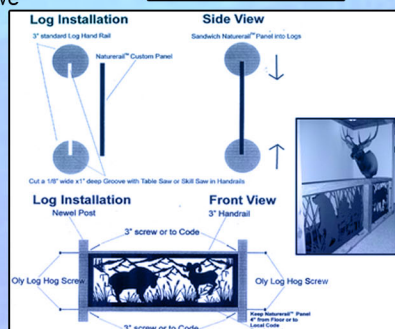 ve
Log Installation
Side View
3" standard Log Hand Rail
Sandwich Naturerail™ Panel into Logs
Naturerail™ Custom Panel
Cut a 1/8" wide x1" deep Groove with Table Saw or Skill Saw in Handrails
Log Installation
Front View
Newel Post
3" Handrail
3" screw or to Code
Oly Log Hog Screw
Oly Log Hog Screw
Keep Naturerail™ Panel
4" from Floor or to
Local Code
3" screw or to Code